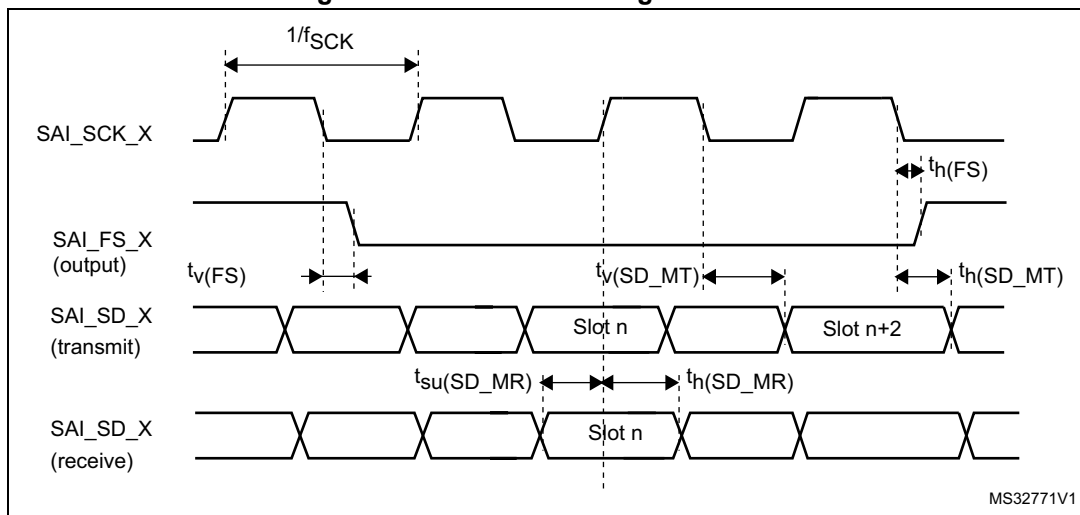 1/fSCK
SAI_SCK_X
th(FS)
SAI_FS_X
(output)
tv(FS)
tv(SD_MT)
th(SD_MT)
SAI_SD_X
(transmit)
Slot n
Slot n+2
tsu(SD_MR)
th(SD_MR)
SAI_SD_X
(receive)
Slot n
MS32771V1